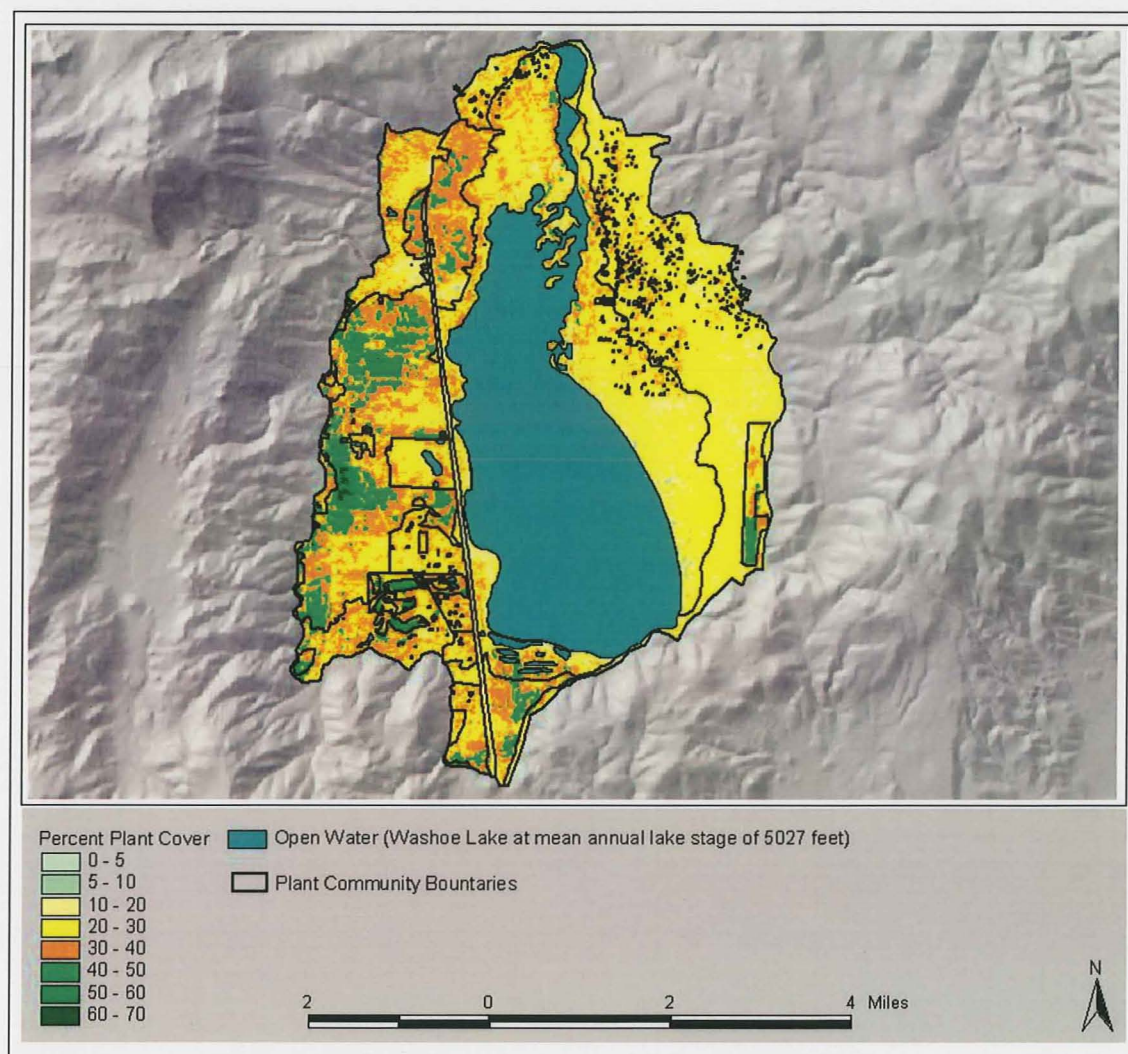 Percent Plant Cover
0 - 5
5 - 10
10 - 20
20 - 30
30 - 40
40 - 50
50 - 60
60 - 70
Open Water (Washoe Lake at mean annual lake stage of 5027 feet)
Plant Community Boundaries
2 0 2 4 Miles
N